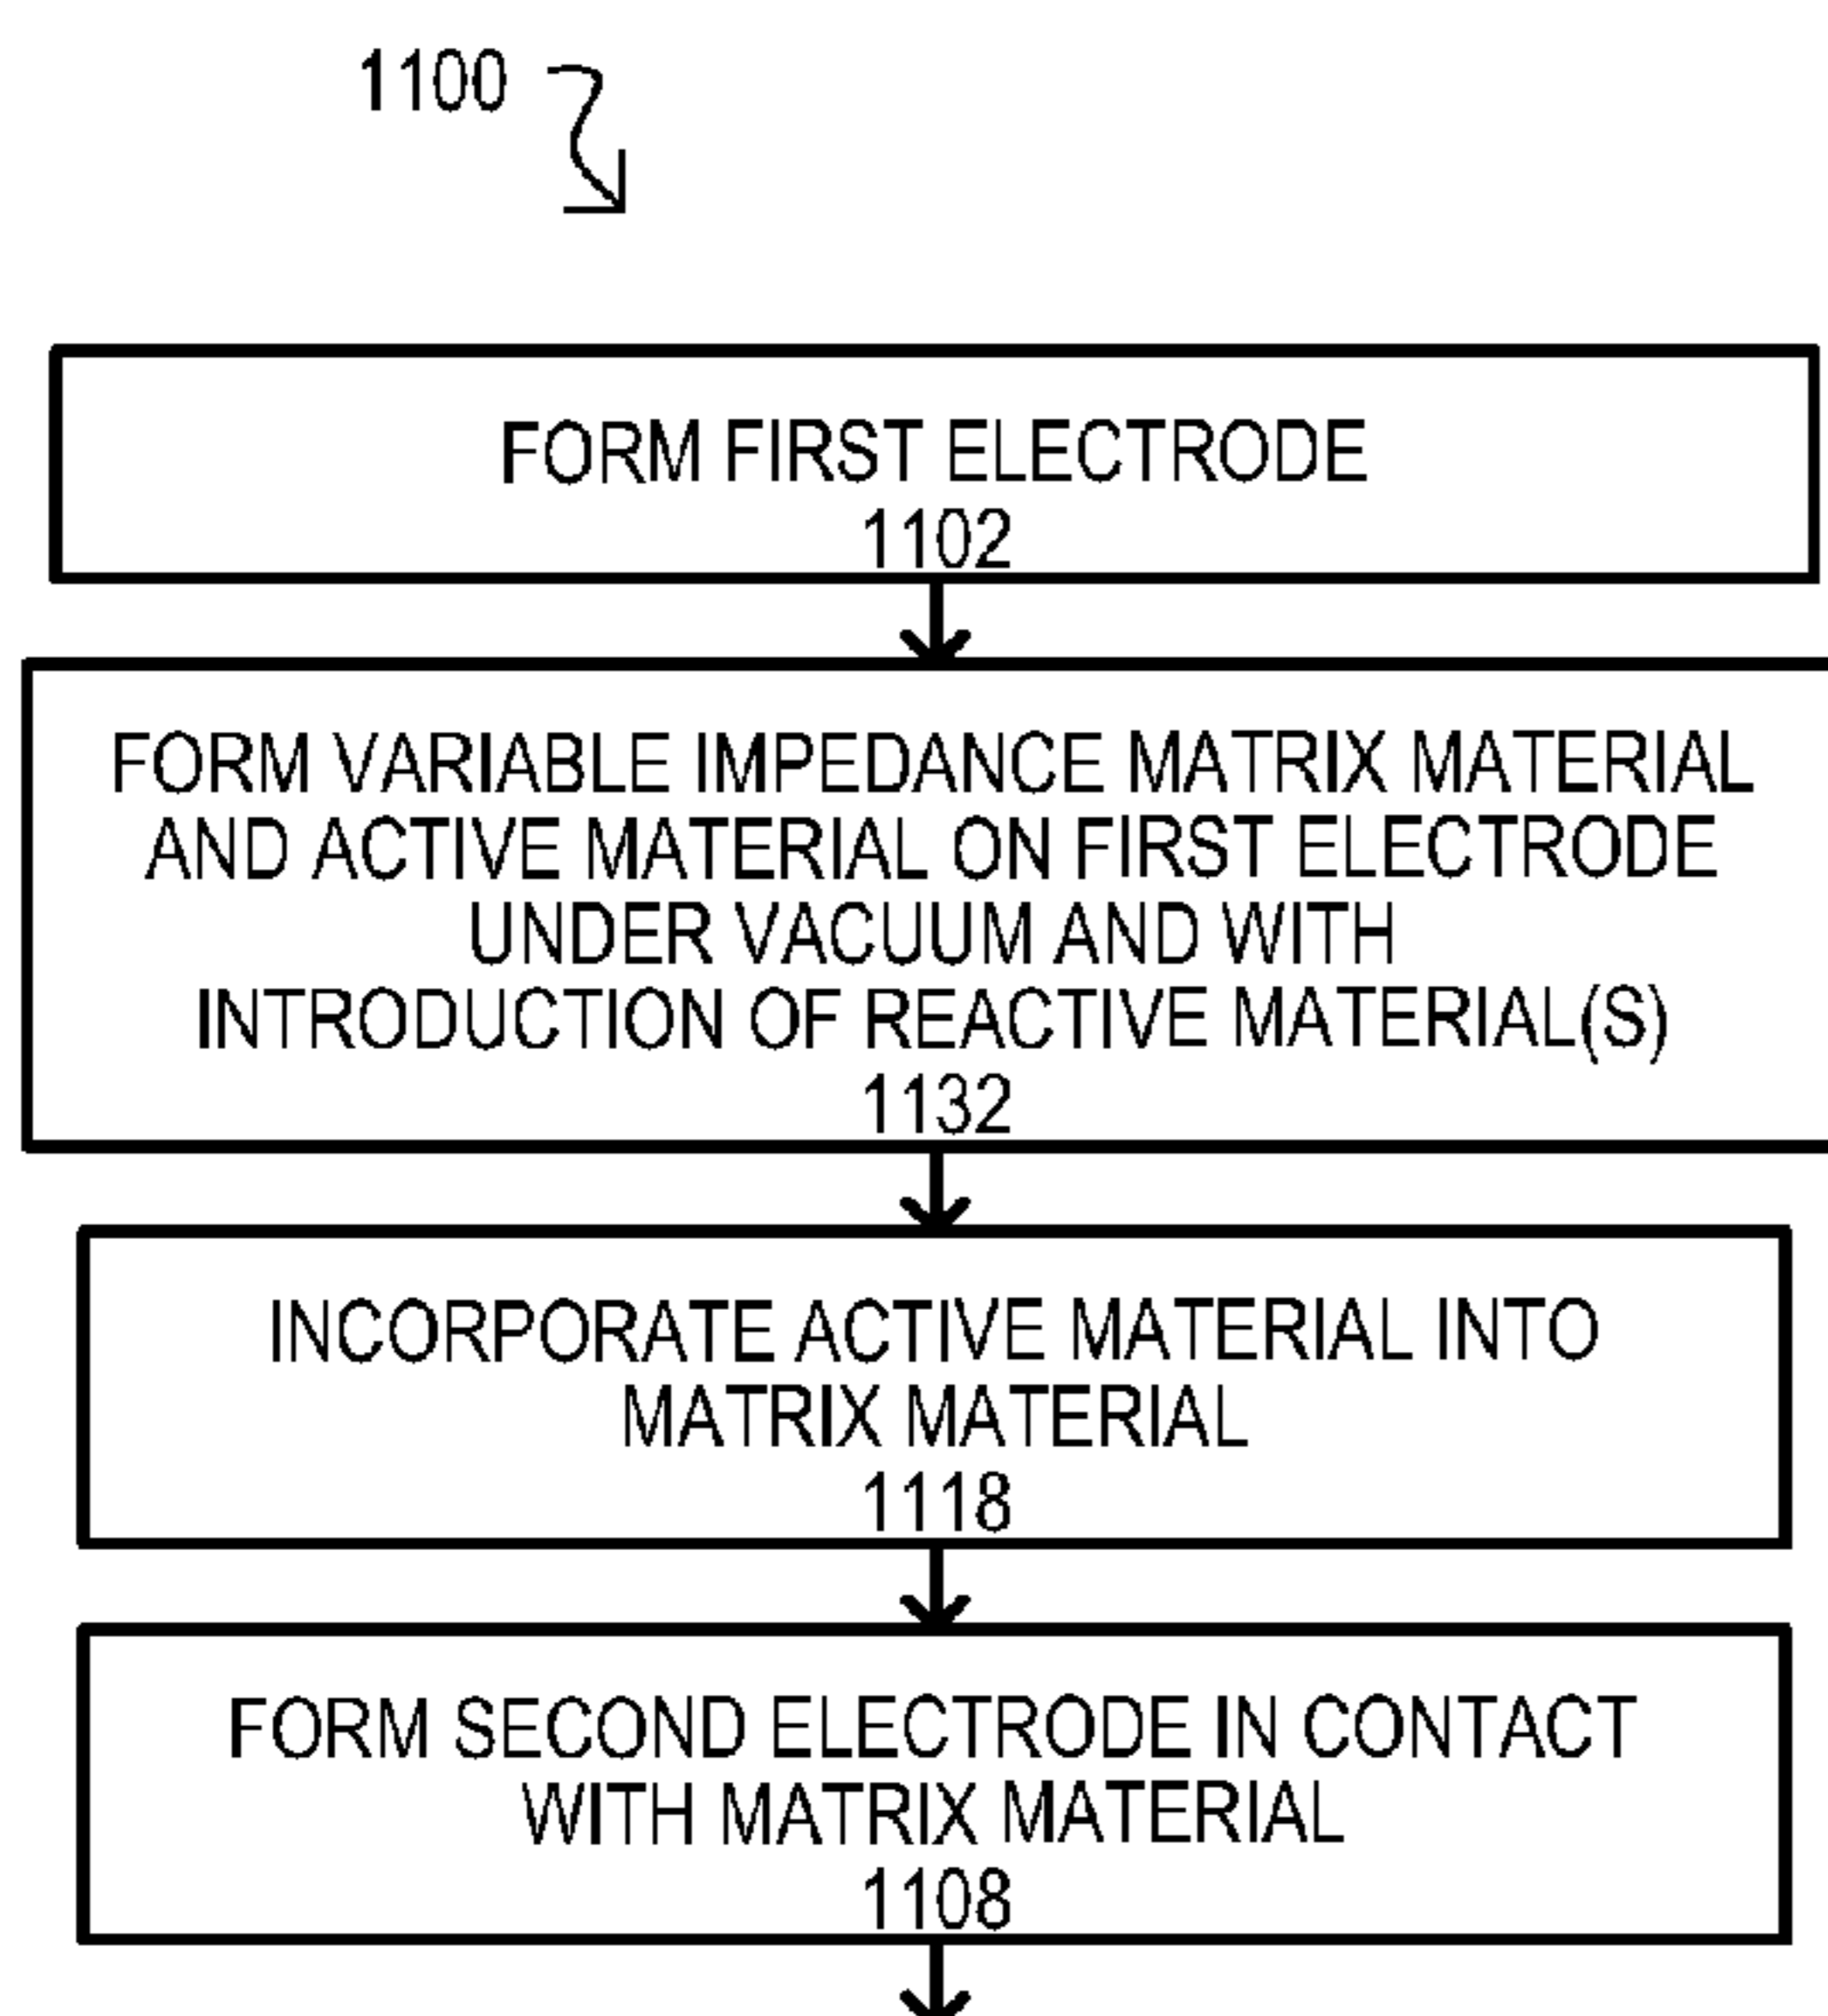 1100
FORM FIRST ELECTRODE
1102
FORM VARIABLE IMPEDANCE MATRIX MATERIAL
AND ACTIVE MATERIAL ON FIRST ELECTRODE
UNDER VACUUM AND WITH
INTRODUCTION OF REACTIVE MATERIAL(S)
1132
INCORPORATE ACTIVE MATERIAL INTO
MATRIX MATERIAL
1118
FORM SECOND ELECTRODE IN CONTACT
WITH MATRIX MATERIAL
1108